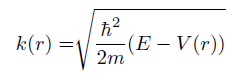 k(r) =√(ħ²/2m (E − V(r)))